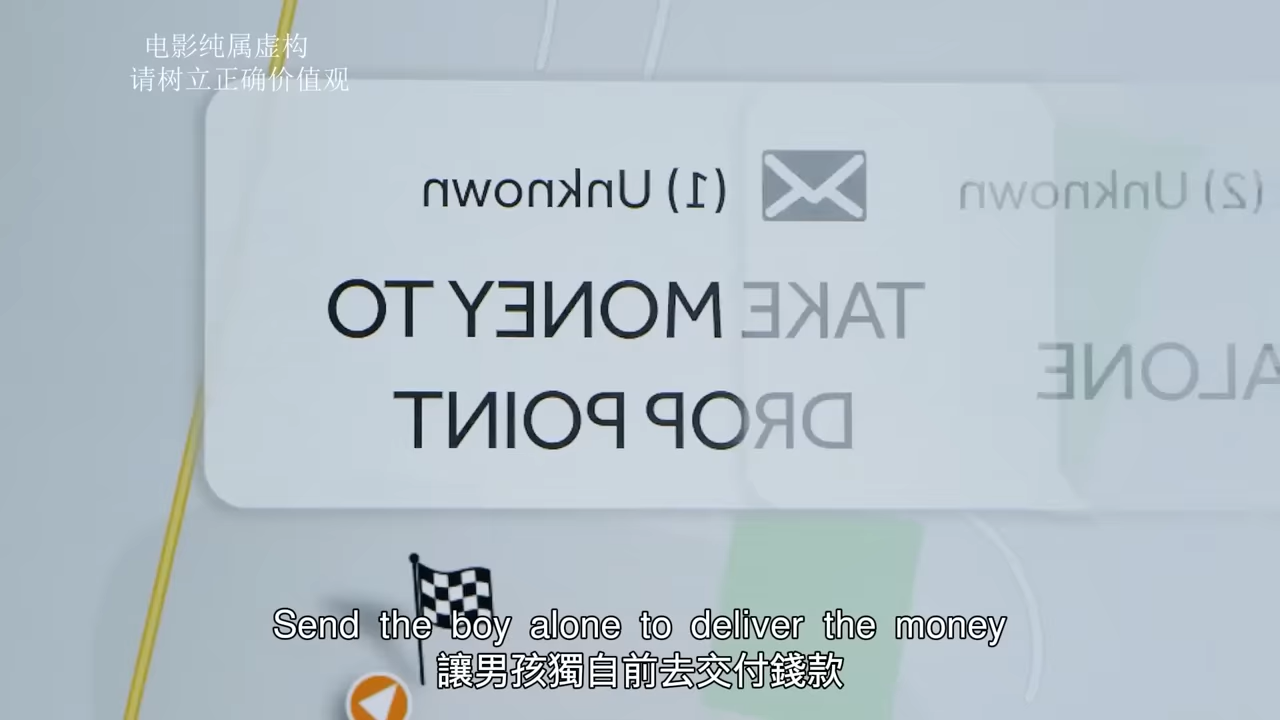 电影纯属虚构
请树立正确价值观
(1) Unknown
TAKE MONEY TO
DROP POINT
(2) Unknown
ALONE
Send the boy alone to deliver the money
讓男孩獨自前去交付錢款